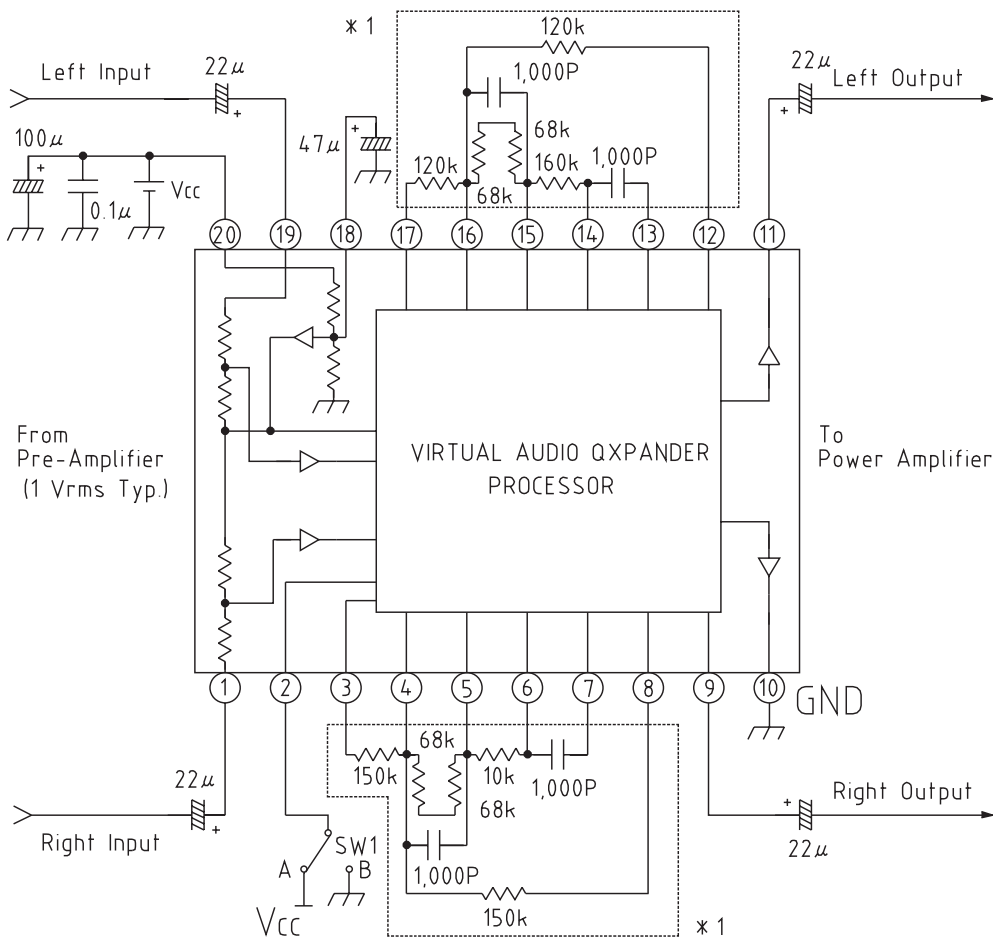 * 1
120k
22μ
Left Input
1,000P
22μ
Left Output
100μ
47μ
68k
120k
160k
1,000P
68k
Vcc
0.1μ
20
19
18
17
16
15
14
13
12
11
From
Pre-Amplifier
(1 Vrms Typ.)
VIRTUAL AUDIO QXPANDER
PROCESSOR
To
Power Amplifier
1
2
3
4
5
6
7
8
9
10
GND
68k
150k
10k
1,000P
22μ
68k
Right Input
SW1
A
B
Vcc
1,000P
150k
Right Output
22μ
* 1